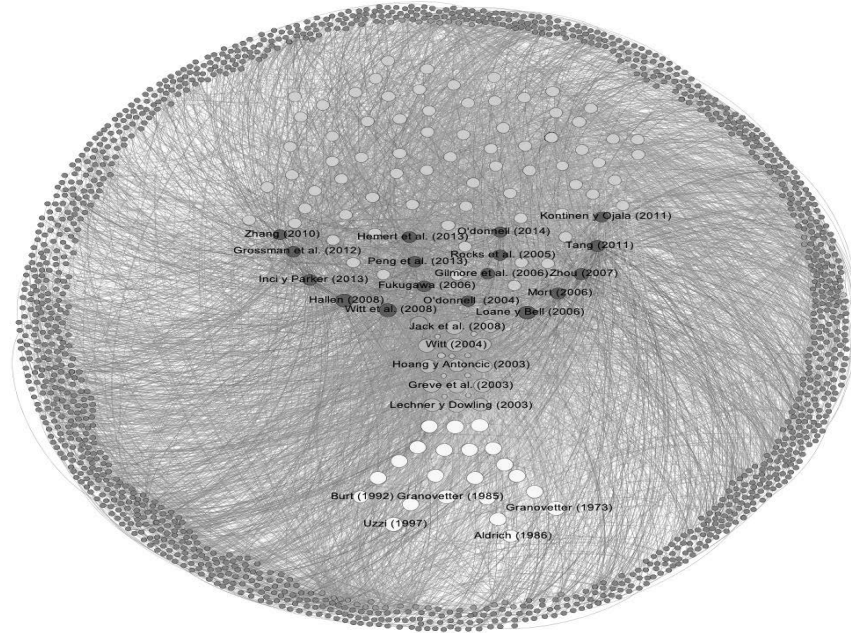 Kontinen y Ojala (2011)
Zhang (2010)
Hemert et al. (2013)
O'donnell (2014)
Grossman et al. (2012)
Rocks et al. (2005)
Tang (2011)
Peng et al. (2013)
Inci y Parker (2013)
Gilmore et al. (2006)
Zhou (2007)
Fukugawa (2006)
Mort (2006)
Hallen (2008)
O'donnell (2004)
Witt et al. (2008)
Loane y Bell (2006)
Jack et al. (2008)
Witt (2004)
Hoang y Antoncic (2003)
Greve et al. (2003)
Lechner y Dowling (2003)
Burt (1992)
Granovetter (1985)
Granovetter (1973)
Uzzi (1997)
Aldrich (1986)